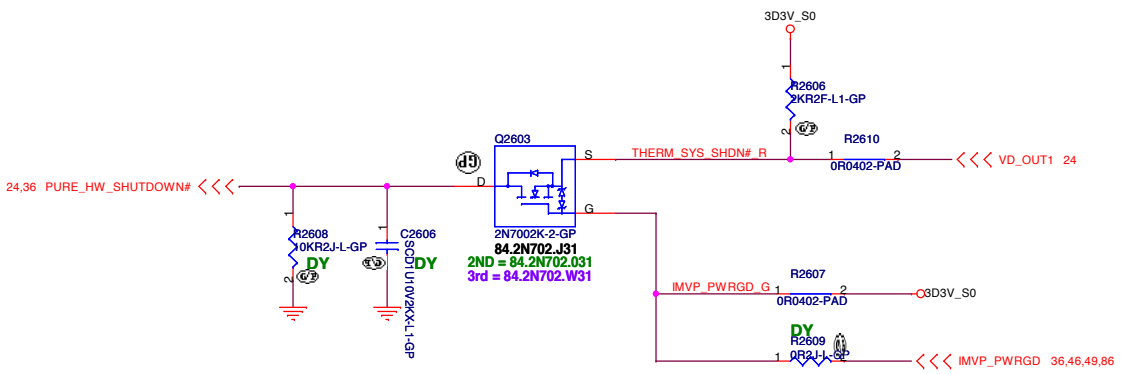 3D3V_S0
1
R2606
2KR2F-L1-GP
2
G/P
R2610
1 2
0R0402-PAD
VD_OUT1 24
THERM_SYS_SHDN#_R
Q2603
GP
S
D
G
2N7002K-2-GP
84.2N702.J31
2ND = 84.2N702.031
3rd = 84.2N702.W31
24,36 PURE_HW_SHUTDOWN#
1
R2608
10KR2J-L-GP
DY
2
G/P
1
C2606
SCD1U10V2KX-L1-GP
DY
R2607
IMVP_PWRGD_G 1 2
0R0402-PAD
3D3V_S0
DY
R2609
1
0R2J-L-GP
IMVP_PWRGD 36,46,49,86